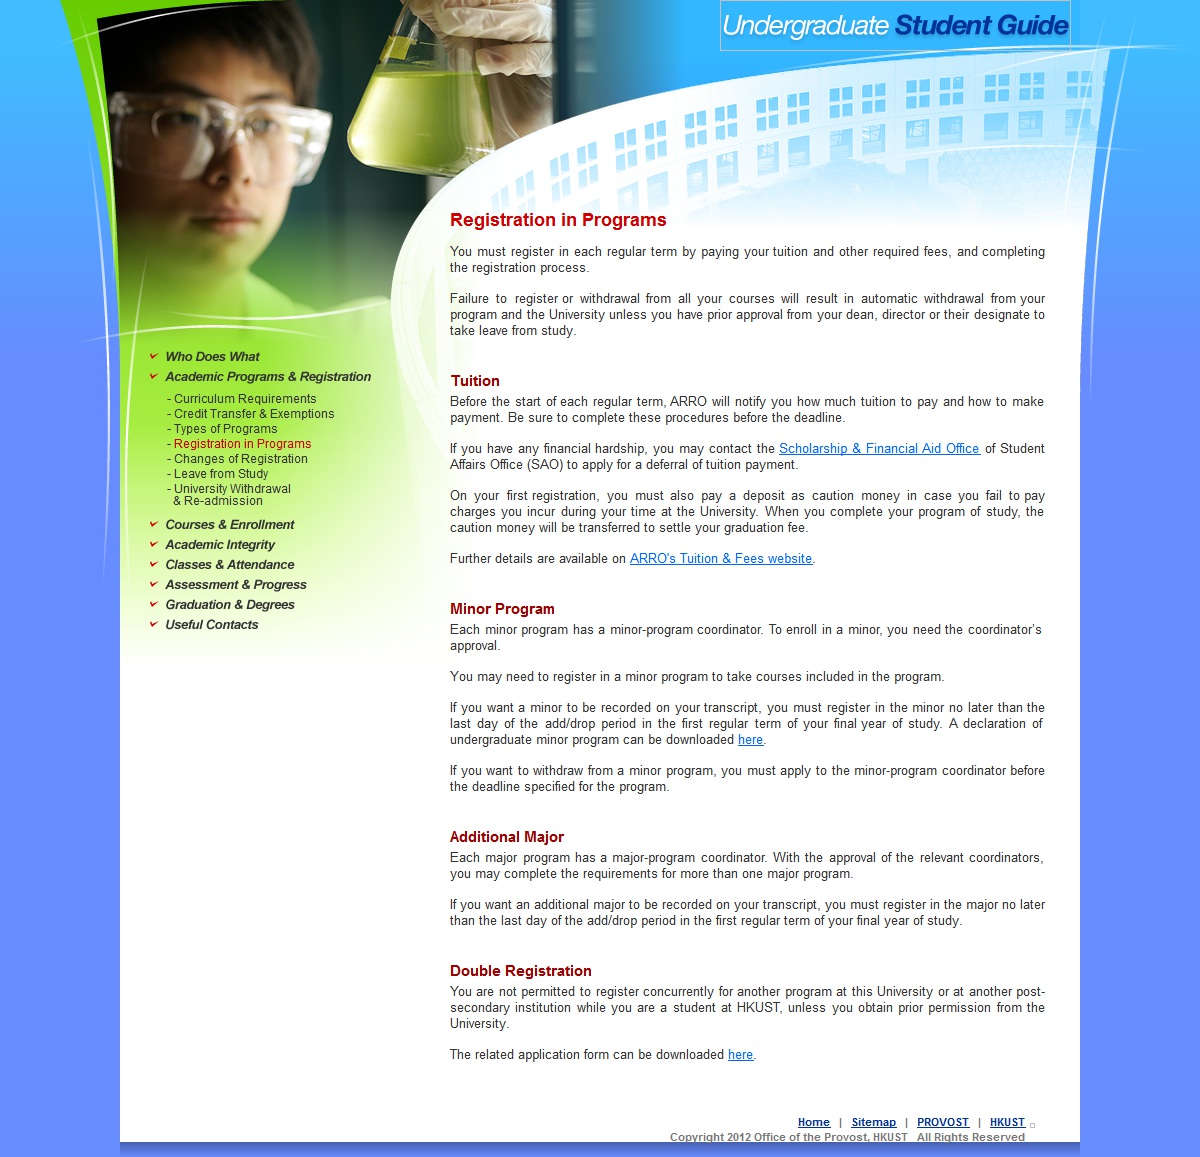 Undergraduate Student Guide
Registration in Programs
You must register in each regular term by paying your tuition and other required fees, and completing
the registration process.
Failure to register or withdrawal from all your courses will result in automatic withdrawal from your
program and the University unless you have prior approval from your dean, director or their designate to
take leave from study.
Who Does What
Academic Programs & Registration
- Curriculum Requirements
- Credit Transfer & Exemptions
- Types of Programs
- Registration in Programs
- Changes of Registration
- Leave from Study
- University Withdrawal
& Re-admission
Courses & Enrollment
Academic Integrity
Classes & Attendance
Assessment & Progress
Graduation & Degrees
Useful Contacts
Tuition
Before the start of each regular term, ARRO will notify you how much tuition to pay and how to make
payment. Be sure to complete these procedures before the deadline.
If you have any financial hardship, you may contact the Scholarship & Financial Aid Office of Student
Affairs Office (SAO) to apply for a deferral of tuition payment.
On your first registration, you must also pay a deposit as caution money in case you fail to pay
charges you incur during your time at the University. When you complete your program of study, the
caution money will be transferred to settle your graduation fee.
Further details are available on ARRO's Tuition & Fees website.
Minor Program
Each minor program has a minor-program coordinator. To enroll in a minor, you need the coordinator's
approval.
You may need to register in a minor program to take courses included in the program.
If you want a minor to be recorded on your transcript, you must register in the minor no later than the
last day of the add/drop period in the first regular term of your final year of study. A declaration of
undergraduate minor program can be downloaded here.
If you want to withdraw from a minor program, you must apply to the minor-program coordinator before
the deadline specified for the program.
Additional Major
Each major program has a major-program coordinator. With the approval of the relevant coordinators,
you may complete the requirements for more than one major program.
If you want an additional major to be recorded on your transcript, you must register in the major no later
than the last day of the add/drop period in the first regular term of your final year of study.
Double Registration
You are not permitted to register concurrently for another program at this University or at another post-
secondary institution while you are a student at HKUST, unless you obtain prior permission from the
University.
The related application form can be downloaded here.
Home | Sitemap | PROVOST | HKUST
Copyright 2012 Office of the Provost, HKUST All Rights Reserved